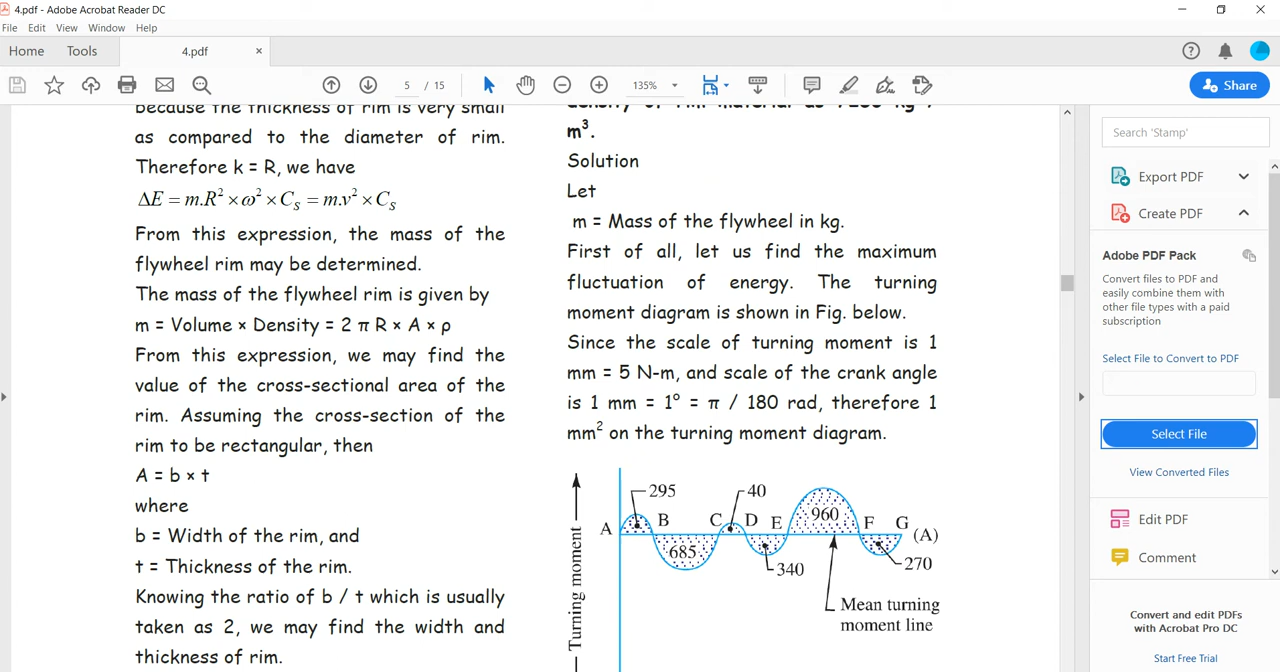 4.pdf - Adobe Acrobat Reader DC
File Edit View Window Help
Home Tools 4.pdf ×
5 / 15 135% Share
Because the thickness of rim is very small
as compared to the diameter of rim.
Therefore k = R, we have
ΔE = m.R² × ω² × C_S = m.v² × C_S
From this expression, the mass of the
flywheel rim may be determined.
The mass of the flywheel rim is given by
m = Volume × Density = 2 π R × A × ρ
From this expression, we may find the
value of the cross-sectional area of the
rim. Assuming the cross-section of the
rim to be rectangular, then
A = b × t
where
b = Width of the rim, and
t = Thickness of the rim.
Knowing the ratio of b / t which is usually
taken as 2, we may find the width and
thickness of rim.
m³.
Solution
Let
m = Mass of the flywheel in kg.
First of all, let us find the maximum
fluctuation of energy. The turning
moment diagram is shown in Fig. below.
Since the scale of turning moment is 1
mm = 5 N-m, and scale of the crank angle
is 1 mm = 1° = π / 180 rad, therefore 1
mm² on the turning moment diagram.
295 40
A B C D E 960 F G (A)
685 340 270
Turning moment
Mean turning
moment line
Search 'Stamp'
Export PDF
Create PDF
Adobe PDF Pack
Convert files to PDF and
easily combine them with
other file types with a paid
subscription
Select File to Convert to PDF
Select File
View Converted Files
Edit PDF
Comment
Convert and edit PDFs
with Acrobat Pro DC
Start Free Trial